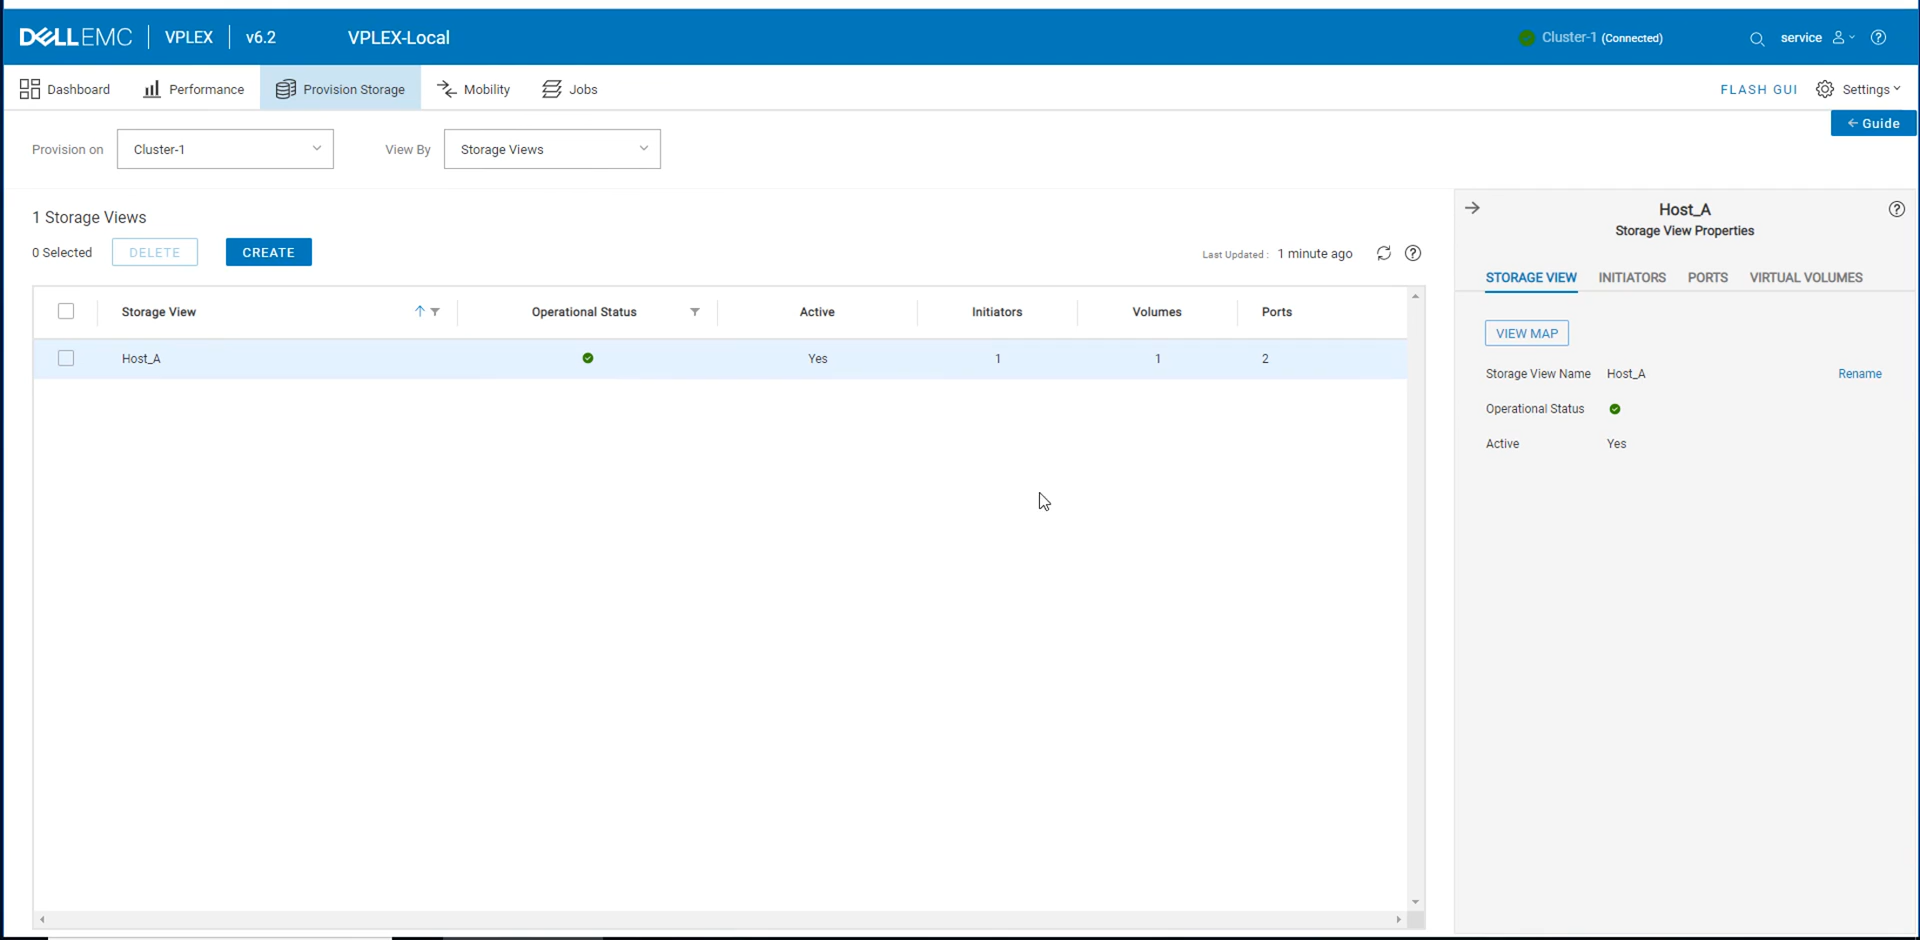 DELLEMC VPLEX v6.2 VPLEX-Local Cluster-1 (Connected) service
Dashboard Performance Provision Storage Mobility Jobs FLASH GUI Settings
Guide
Provision on Cluster-1 View By Storage Views
1 Storage Views
0 Selected DELETE CREATE Last Updated : 1 minute ago
Storage View Operational Status Active Initiators Volumes Ports
Host_A Yes 1 1 2
Host_A
Storage View Properties
STORAGE VIEW INITIATORS PORTS VIRTUAL VOLUMES
VIEW MAP
Storage View Name Host_A Rename
Operational Status
Active Yes